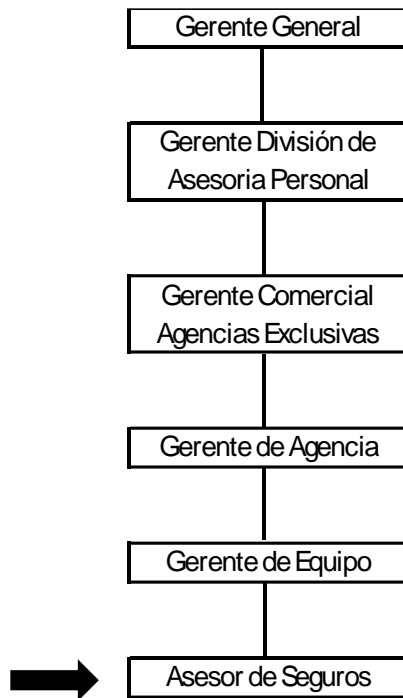 Gerente General
Gerente División de
Asesoria Personal
Gerente Comercial
Agencias Exclusivas
Gerente de Agencia
Gerente de Equipo
Asesor de Seguros